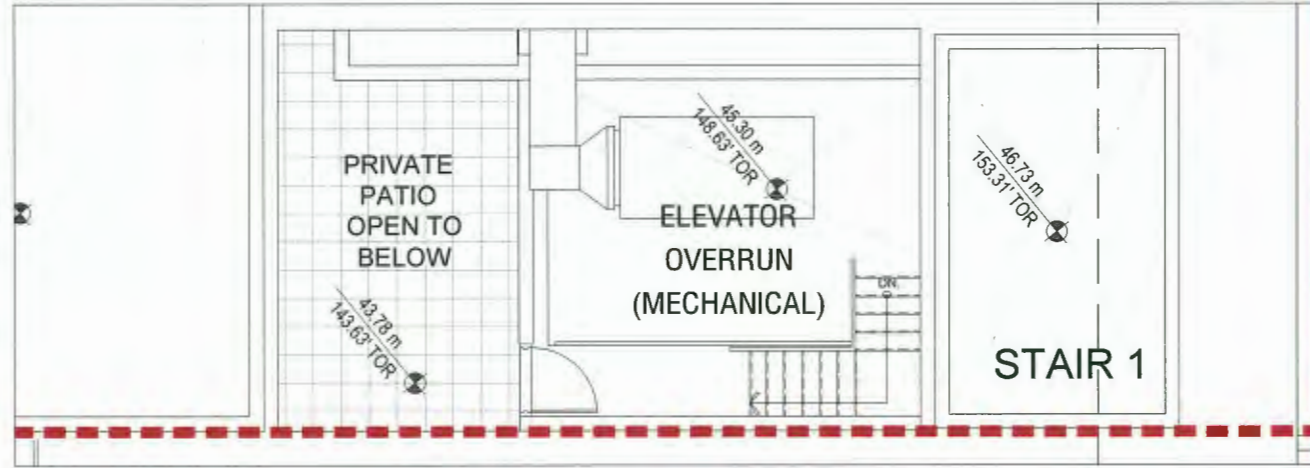 PRIVATE
PATIO
OPEN TO
BELOW
43.78 m
143.63' TOR
45.30 m
148.63' TOR
ELEVATOR
OVERRUN
(MECHANICAL)
DN.
46.73 m
153.31' TOR
STAIR 1